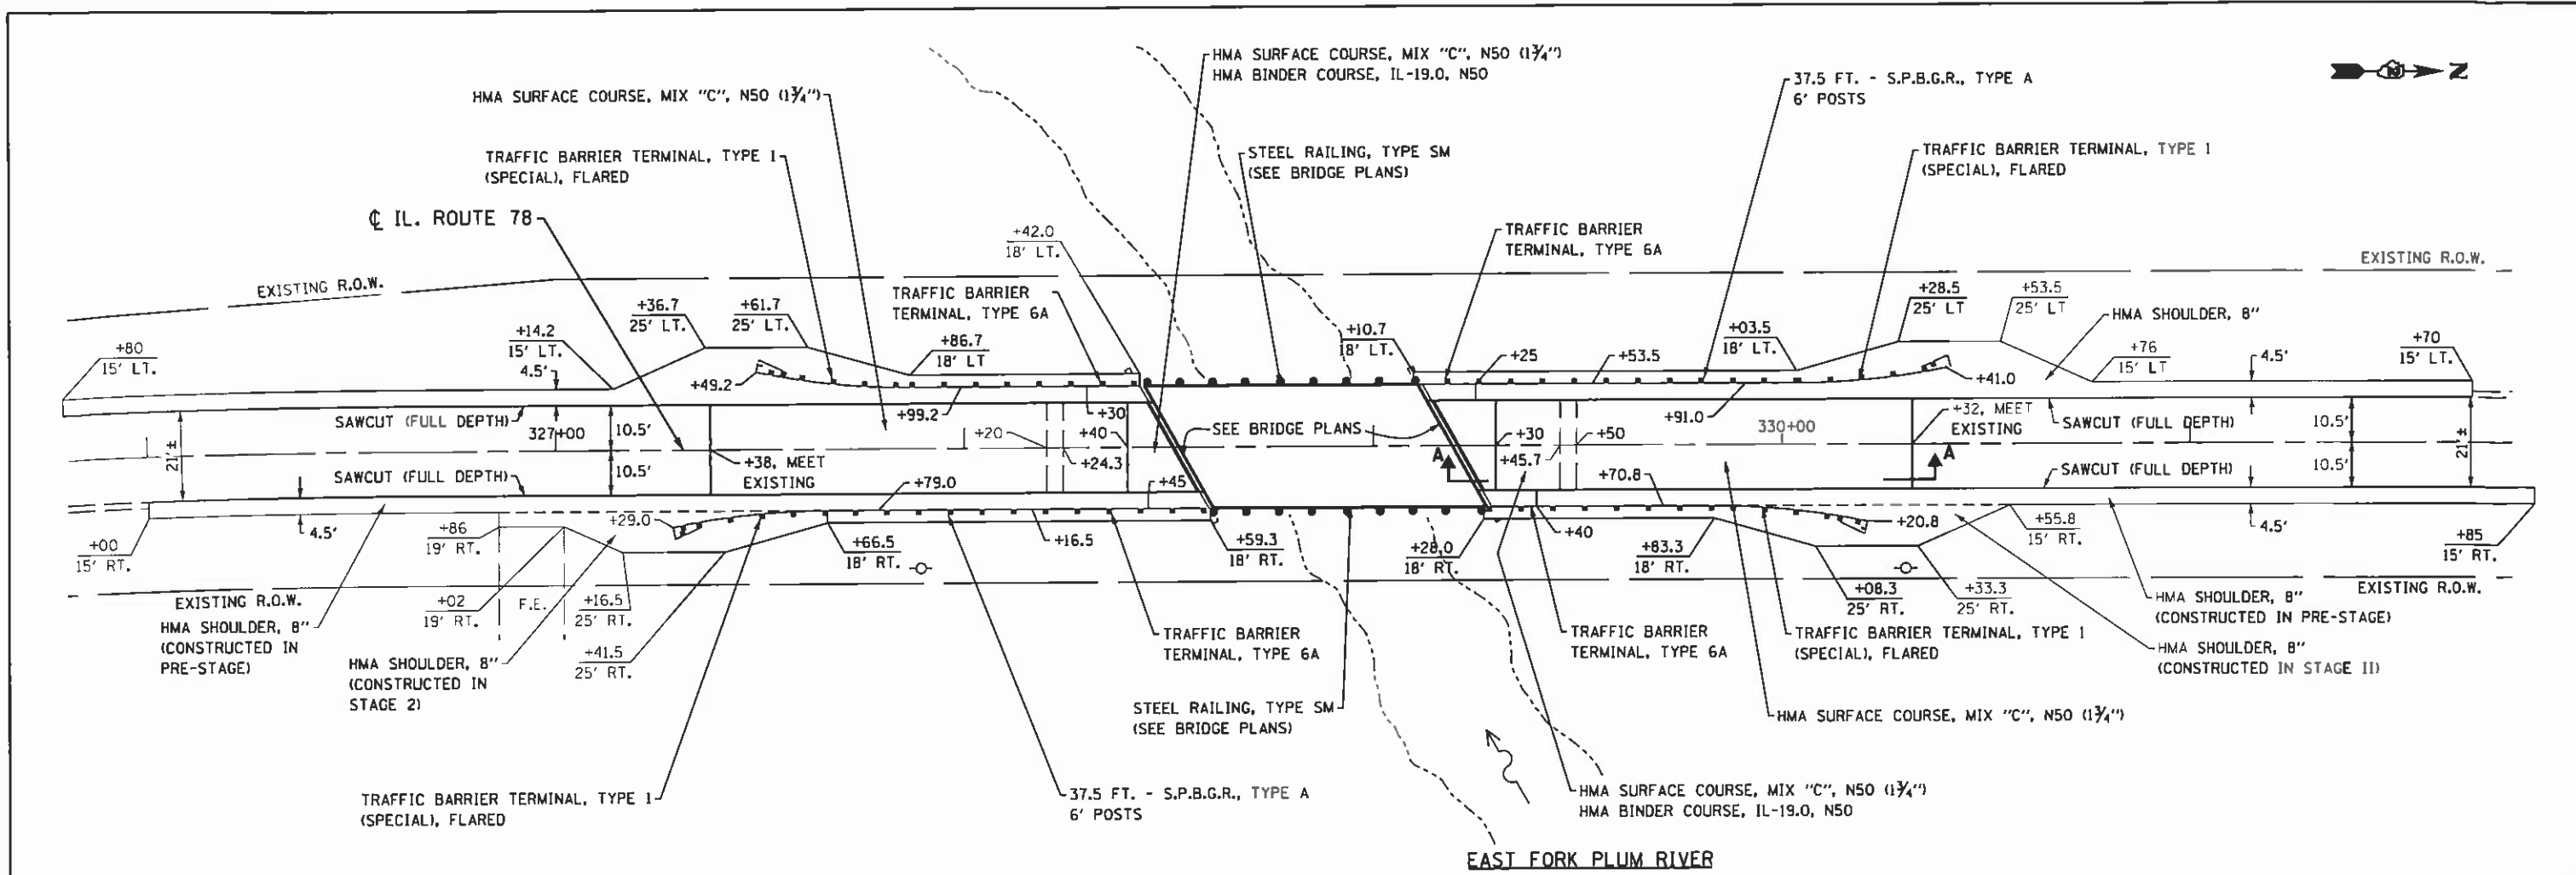 HMA SURFACE COURSE, MIX "C", N50 (1¾")
HMA BINDER COURSE, IL-19.0, N50
37.5 FT. - S.P.B.G.R., TYPE A
6' POSTS
N
HMA SURFACE COURSE, MIX "C", N50 (1¾")
TRAFFIC BARRIER TERMINAL, TYPE 1
(SPECIAL), FLARED
STEEL RAILING, TYPE SM
(SEE BRIDGE PLANS)
TRAFFIC BARRIER TERMINAL, TYPE 1
(SPECIAL), FLARED
℄ IL. ROUTE 78
+42.0
18' LT.
TRAFFIC BARRIER
TERMINAL, TYPE 6A
EXISTING R.O.W.
EXISTING R.O.W.
TRAFFIC BARRIER
TERMINAL, TYPE 6A
+36.7
25' LT.
+61.7
25' LT.
+28.5
25' LT
+53.5
25' LT
HMA SHOULDER, 8"
+80
15' LT.
+14.2
15' LT.
4.5'
+86.7
18' LT
+10.7
18' LT.
+25
+53.5
+03.5
18' LT.
+76
15' LT
4.5'
+70
15' LT.
+49.2
+41.0
SAWCUT (FULL DEPTH)
327+00
10.5'
+99.2
+30
+91.0
+32, MEET
EXISTING
SAWCUT (FULL DEPTH)
10.5'
21'±
+20
+40
SEE BRIDGE PLANS
A
+30
+50
330+00
A
21'±
+38, MEET
EXISTING
+24.3
+45.7
SAWCUT (FULL DEPTH)
10.5'
+79.0
+45
+70.8
SAWCUT (FULL DEPTH)
10.5'
+00
15' RT.
4.5'
+86
19' RT.
+29.0
+66.5
18' RT.
+16.5
+59.3
18' RT.
+28.0
18' RT.
+40
+83.3
18' RT.
+20.8
+55.8
15' RT.
4.5'
+85
15' RT.
EXISTING R.O.W.
+02
19' RT.
F.E.
+16.5
25' RT.
+08.3
25' RT.
+33.3
25' RT.
EXISTING R.O.W.
HMA SHOULDER, 8"
(CONSTRUCTED IN
PRE-STAGE)
HMA SHOULDER, 8"
(CONSTRUCTED IN PRE-STAGE)
HMA SHOULDER, 8"
(CONSTRUCTED IN
STAGE 2)
+41.5
25' RT.
TRAFFIC BARRIER
TERMINAL, TYPE 6A
TRAFFIC BARRIER
TERMINAL, TYPE 6A
TRAFFIC BARRIER TERMINAL, TYPE 1
(SPECIAL), FLARED
HMA SHOULDER, 8"
(CONSTRUCTED IN STAGE II)
STEEL RAILING, TYPE SM
(SEE BRIDGE PLANS)
HMA SURFACE COURSE, MIX "C", N50 (1¾")
TRAFFIC BARRIER TERMINAL, TYPE 1
(SPECIAL), FLARED
37.5 FT. - S.P.B.G.R., TYPE A
6' POSTS
HMA SURFACE COURSE, MIX "C", N50 (1¾")
HMA BINDER COURSE, IL-19.0, N50
EAST FORK PLUM RIVER